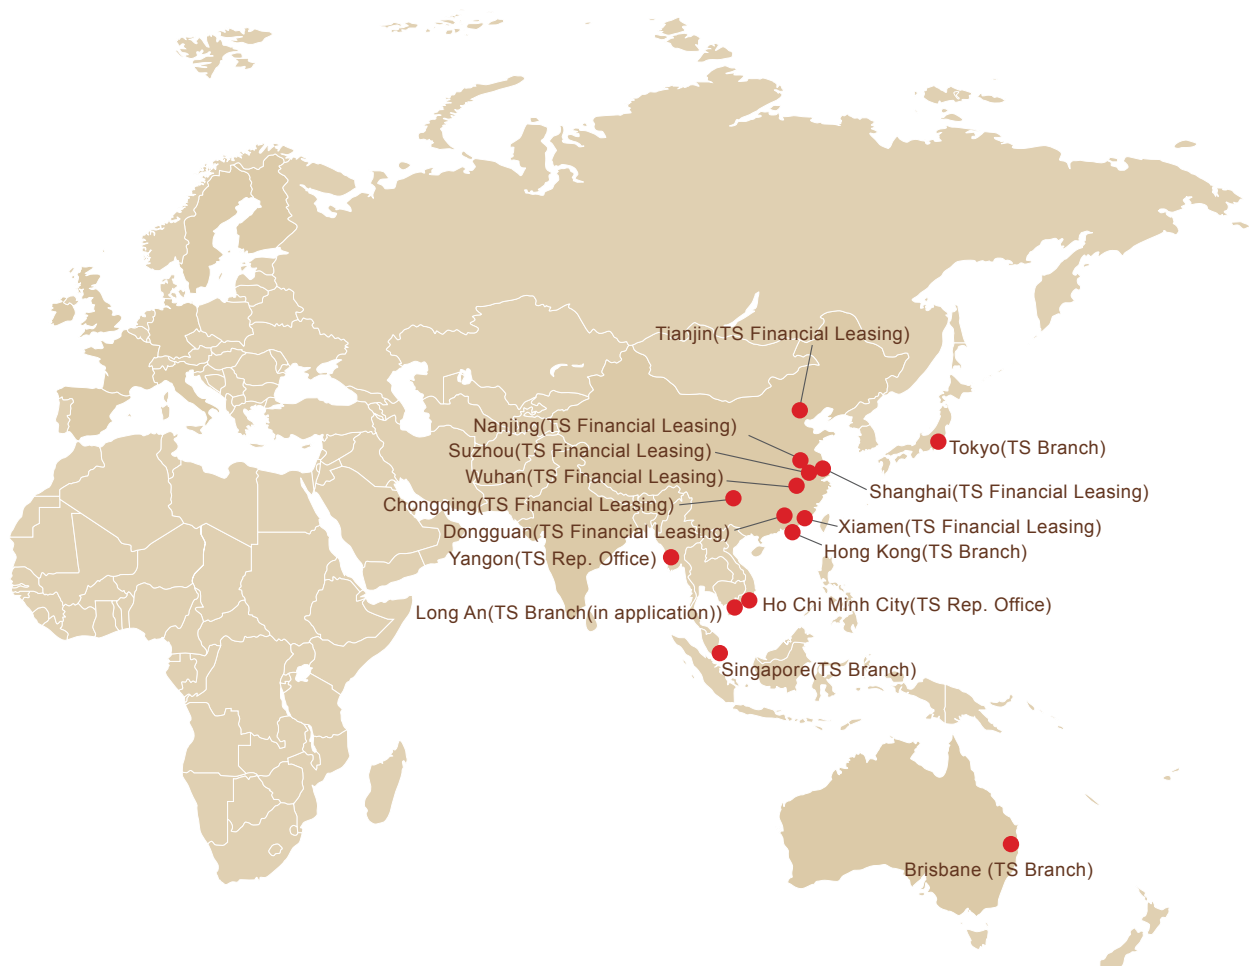 Tianjin(TS Financial Leasing)
Nanjing(TS Financial Leasing)
Suzhou(TS Financial Leasing)
Wuhan(TS Financial Leasing)
Chongqing(TS Financial Leasing)
Dongguan(TS Financial Leasing)
Yangon(TS Rep. Office)
Long An(TS Branch(in application))
Tokyo(TS Branch)
Shanghai(TS Financial Leasing)
Xiamen(TS Financial Leasing)
Hong Kong(TS Branch)
Ho Chi Minh City(TS Rep. Office)
Singapore(TS Branch)
Brisbane (TS Branch)